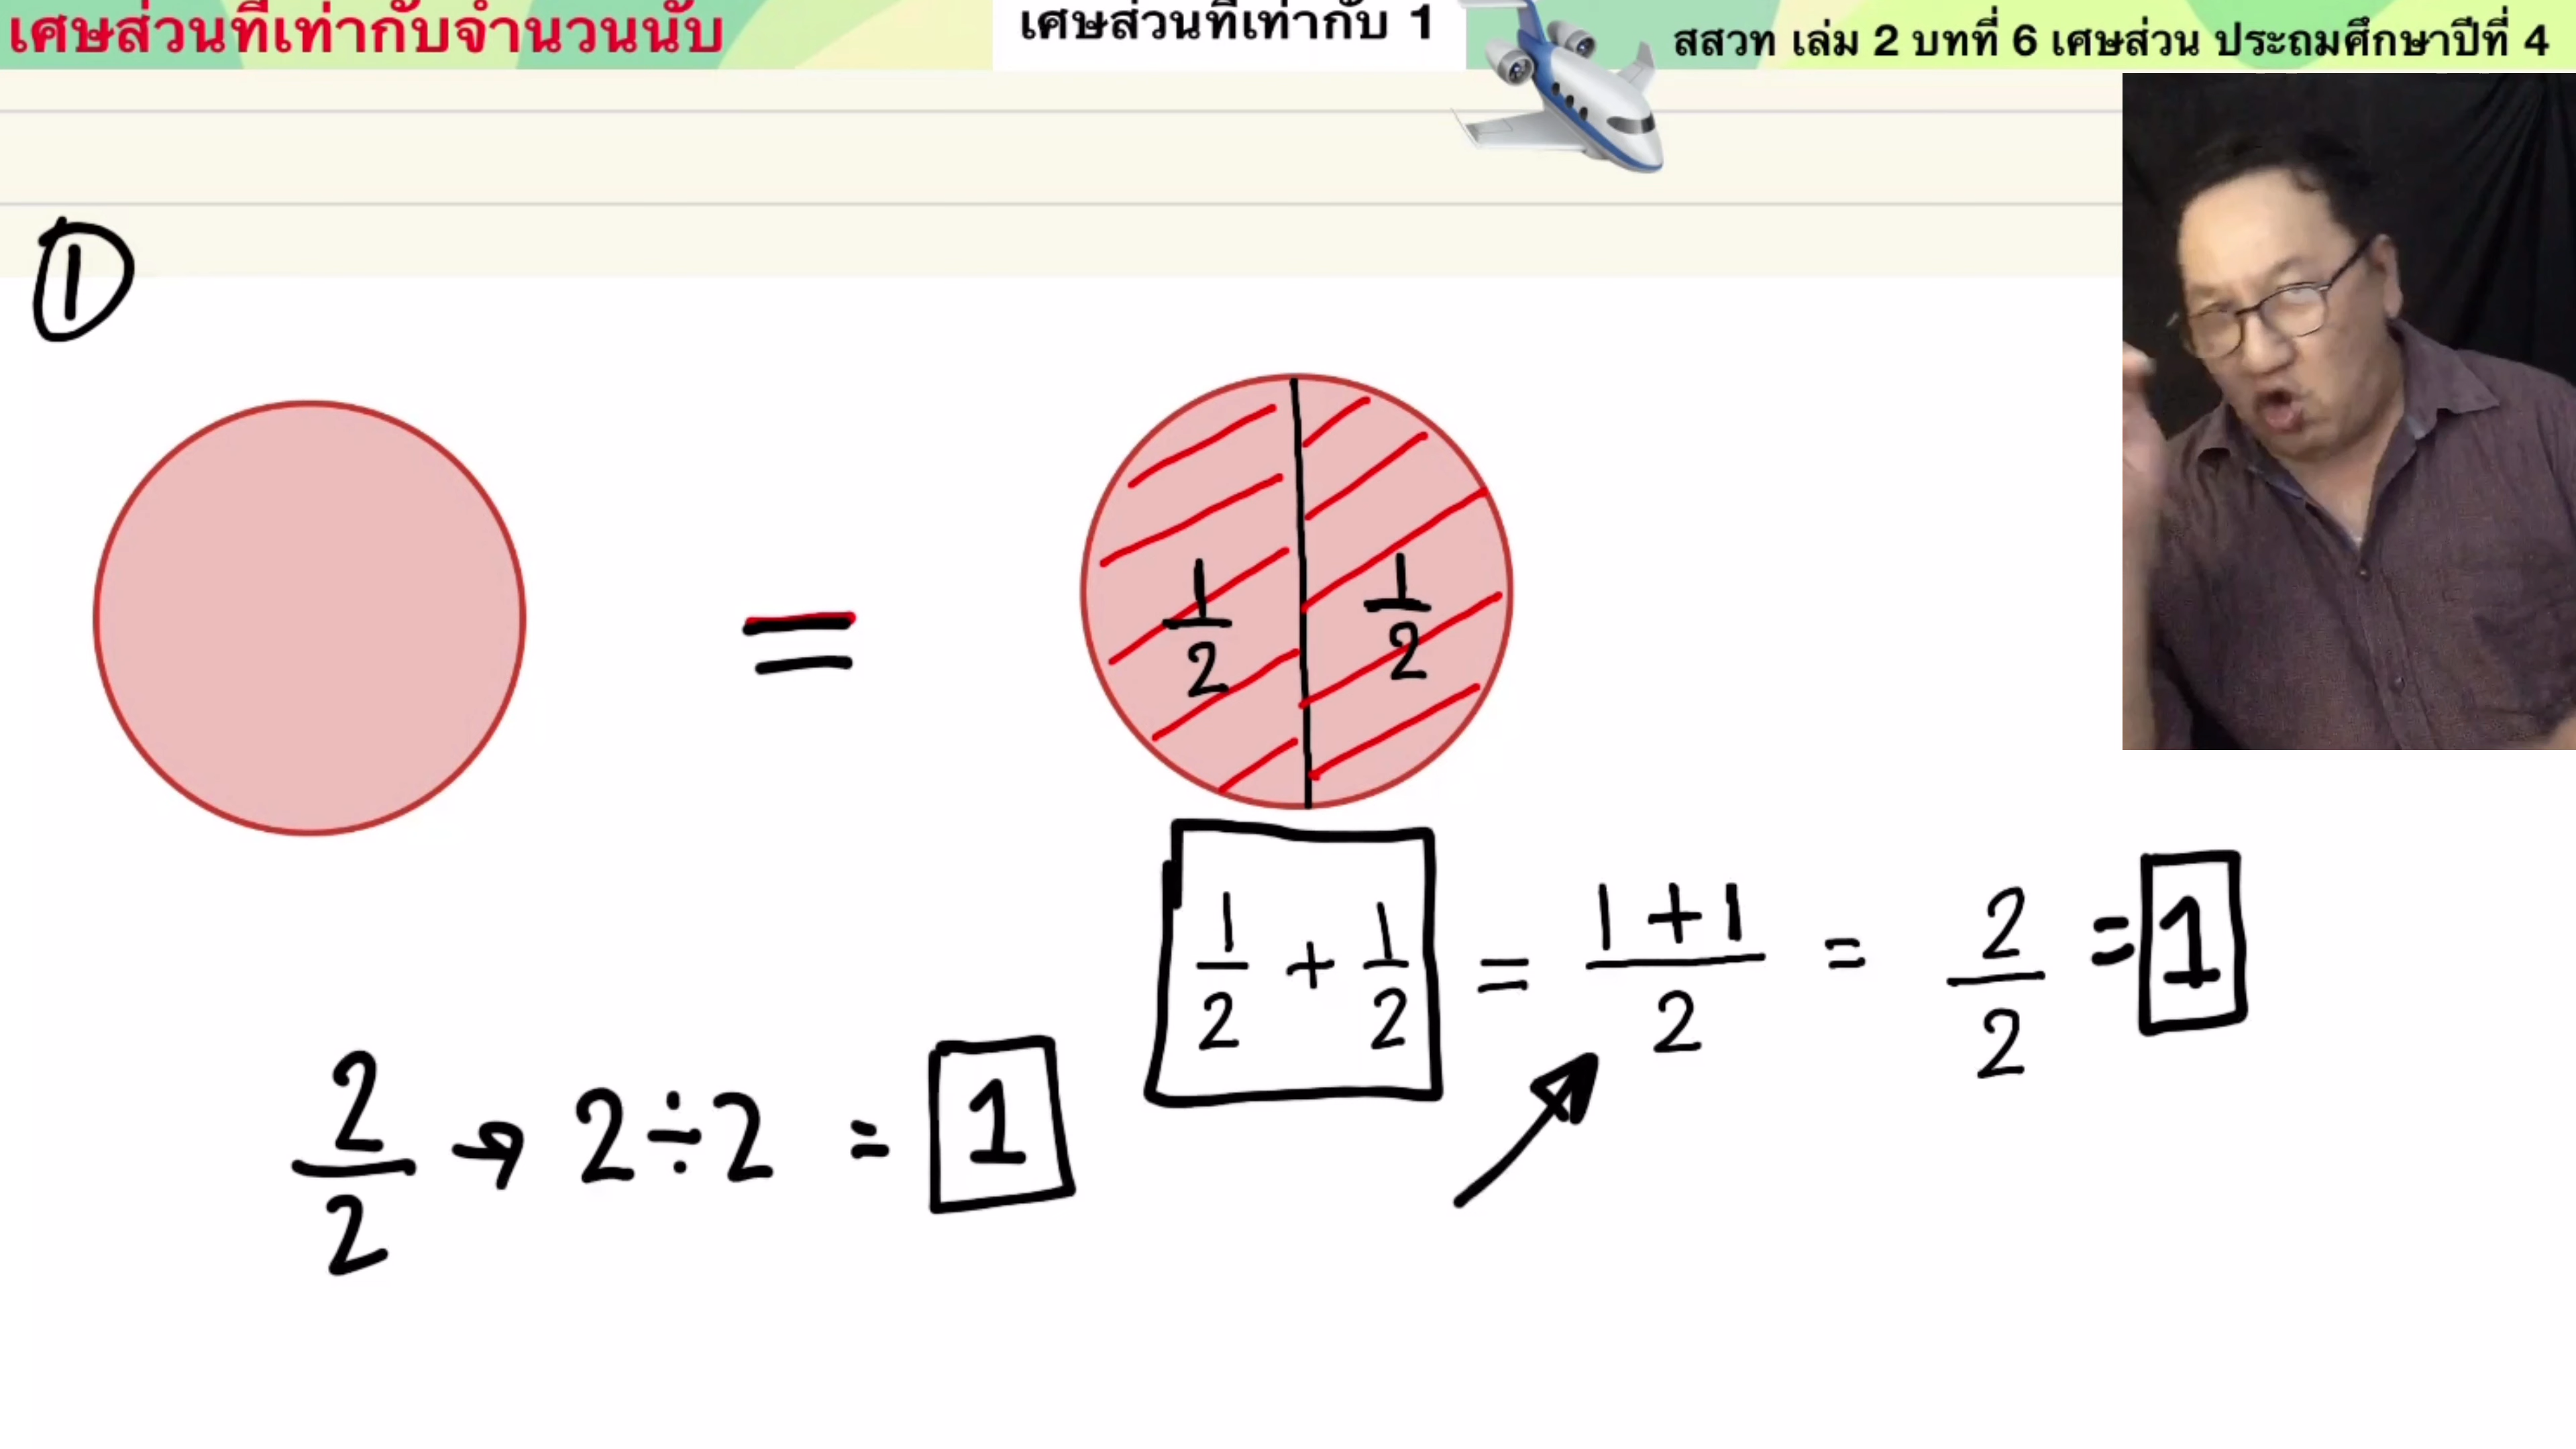 เศษส่วนที่เท่ากับจำนวนนับ
เศษส่วนที่เท่ากับ 1
สสวท เล่ม 2 บทที่ 6 เศษส่วน ประถมศึกษาปีที่ 4
1
=
1/2 1/2
1/2 + 1/2 = 1+1/2 = 2/2 = 1
2/2 → 2÷2 = 1